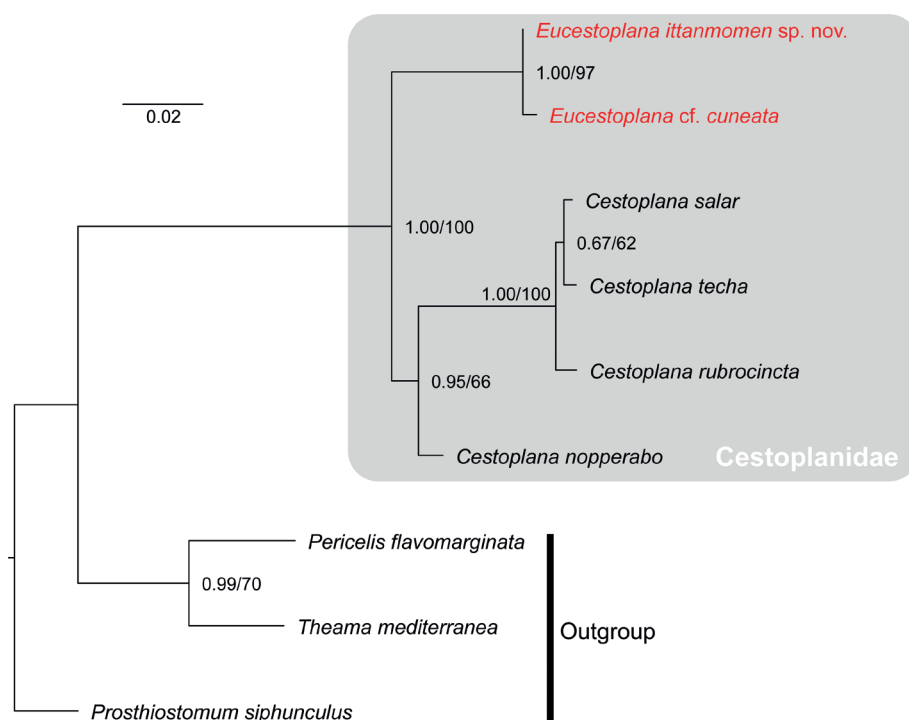 Eucestoplana ittanmomen sp. nov.
1.00/97
0.02
Eucestoplana cf. cuneata
Cestoplana salar
1.00/100
0.67/62
Cestoplana techa
1.00/100
Cestoplana rubrocincta
0.95/66
Cestoplana nopperabo
Cestoplanidae
Pericelis flavomarginata
0.99/70
Theama mediterranea
Outgroup
Prosthiostomum siphunculus